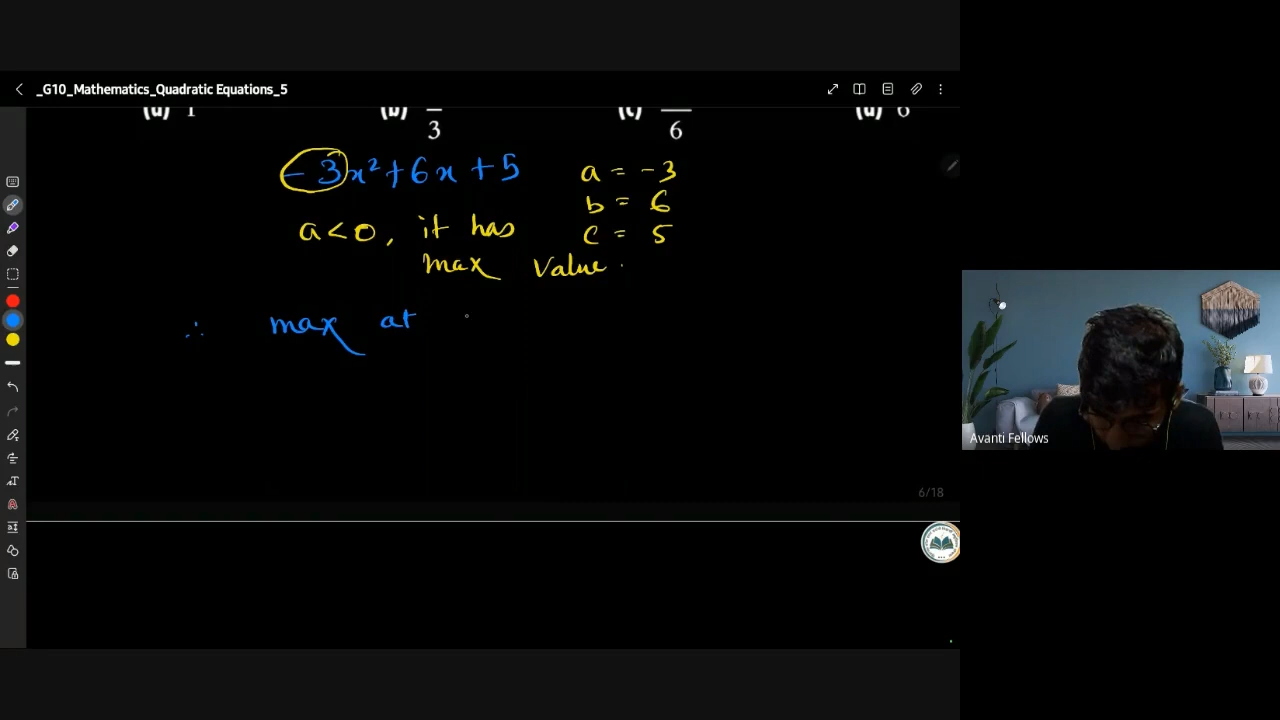 _G10_Mathematics_Quadratic Equations_5
(a) 1 (b) 3 (c) 6 (d) 6
-3x² + 6x + 5 a = -3
b = 6
a < 0, it has c = 5
max value.
∴ max at
Avanti Fellows
6/18